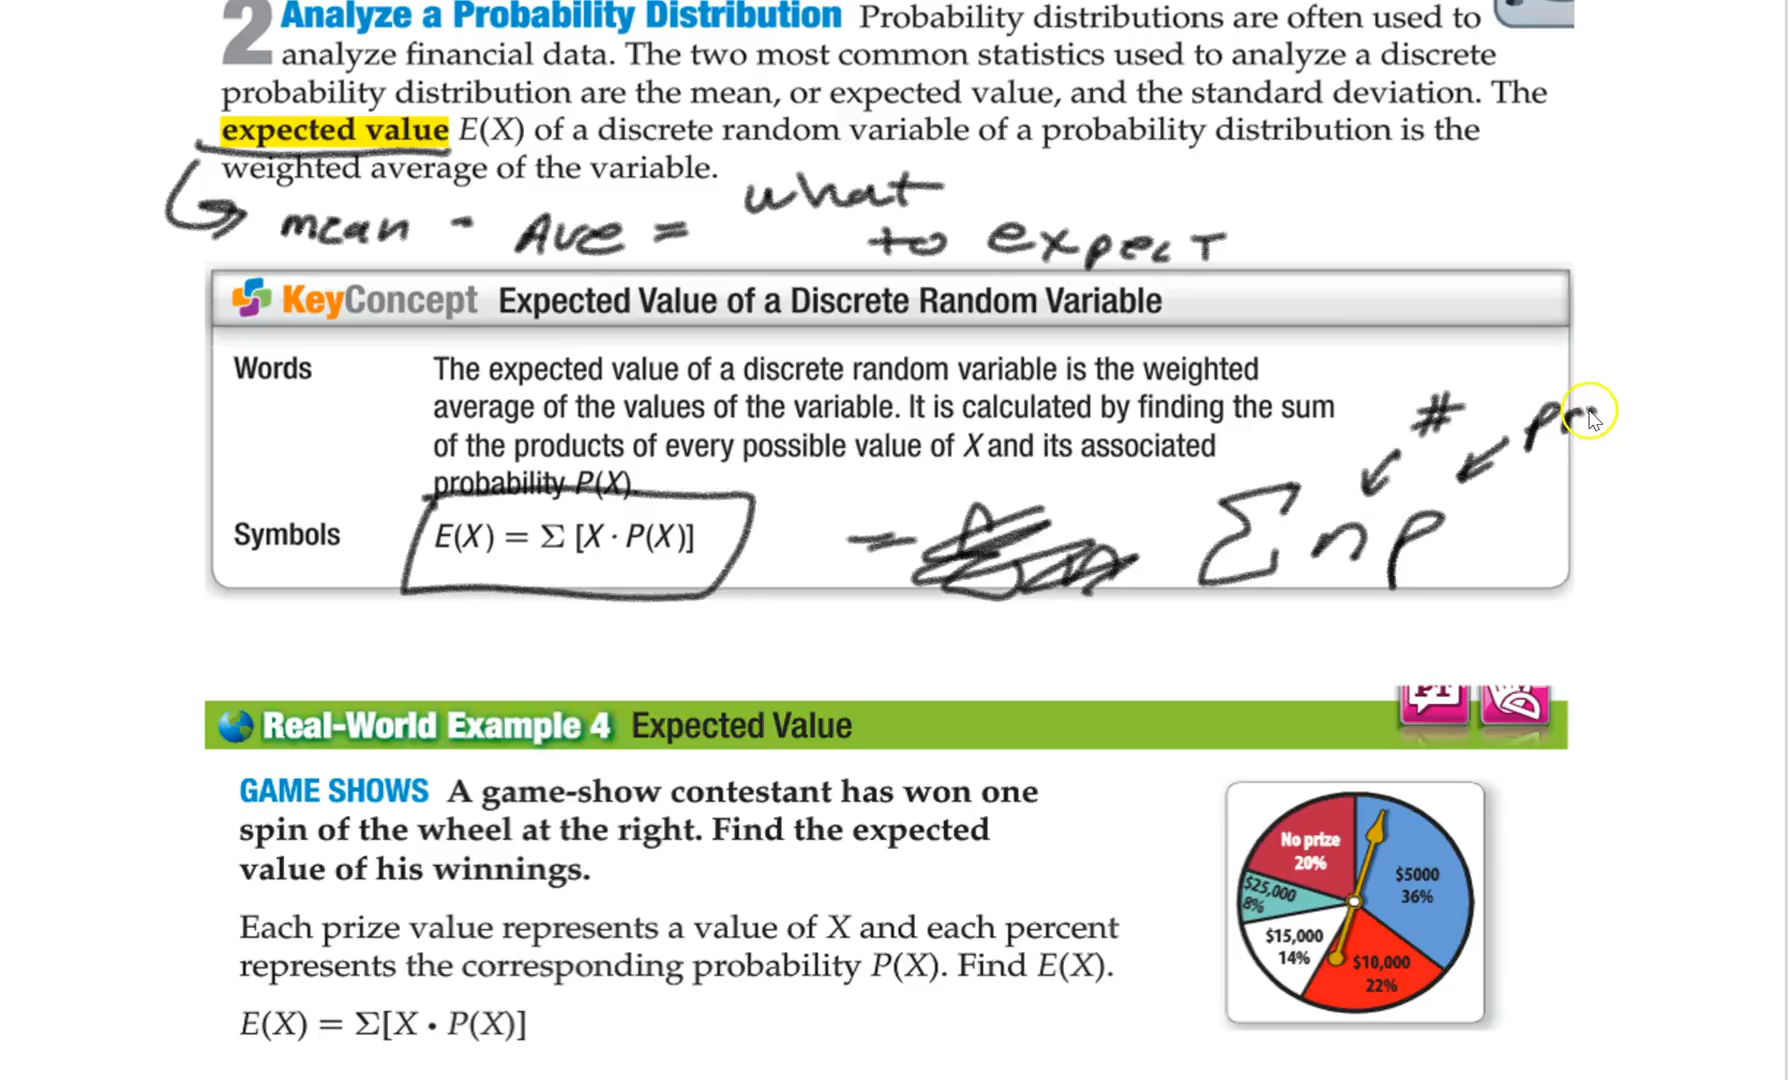 2 Analyze a Probability Distribution Probability distributions are often used to
analyze financial data. The two most common statistics used to analyze a discrete
probability distribution are the mean, or expected value, and the standard deviation. The
expected value E(X) of a discrete random variable of a probability distribution is the
weighted average of the variable.
mean - Ave = what
to expect
KeyConcept Expected Value of a Discrete Random Variable
Words The expected value of a discrete random variable is the weighted
average of the values of the variable. It is calculated by finding the sum
of the products of every possible value of X and its associated
probability P(X).
# pr
Symbols E(X) = Σ [X · P(X)] = Σ n p
PT
Real-World Example 4 Expected Value
GAME SHOWS A game-show contestant has won one
spin of the wheel at the right. Find the expected
value of his winnings.
Each prize value represents a value of X and each percent
represents the corresponding probability P(X). Find E(X).
E(X) = Σ[X • P(X)]
No prize
20%
$5000
36%
$25,000
8%
$15,000
14%
$10,000
22%